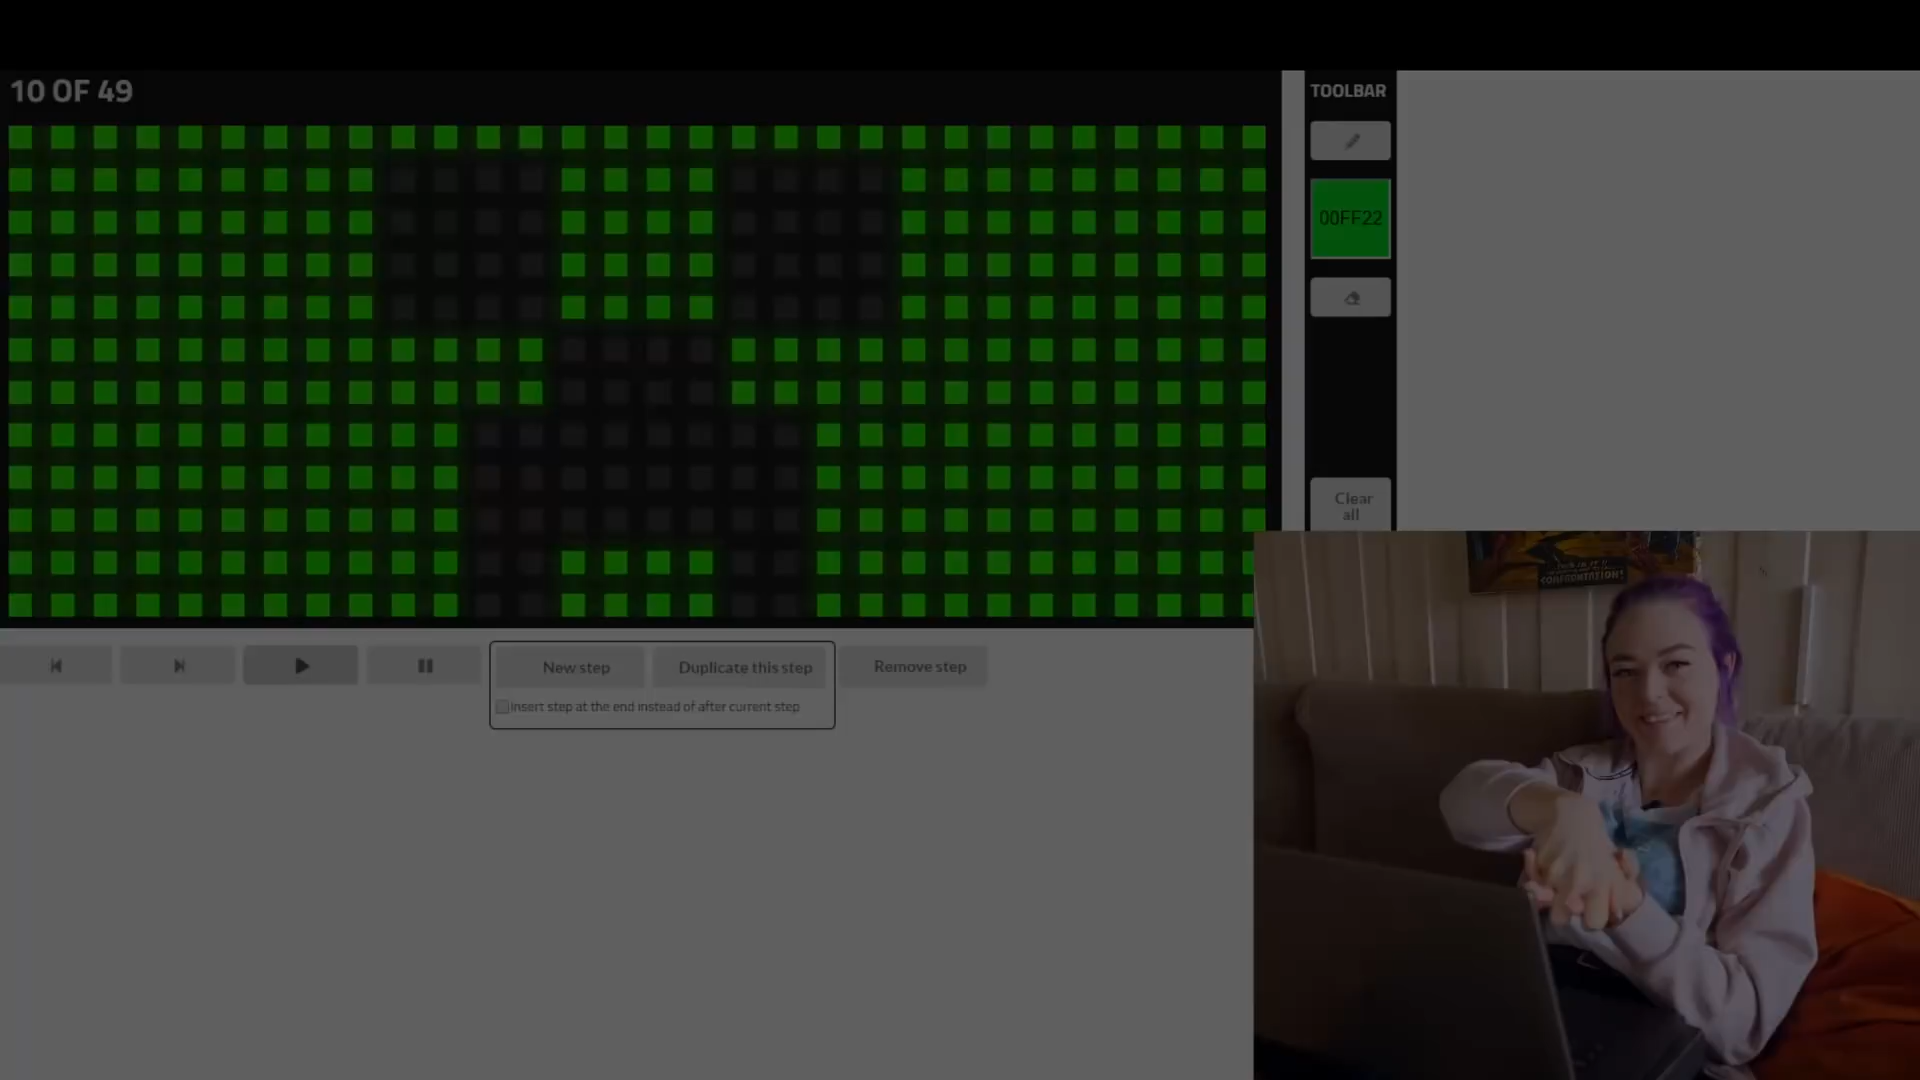 10 OF 49
TOOLBAR
00FF22
Clear
all
New step
Duplicate this step
Remove step
Insert step at the end instead of after current step
CONFRONTATION!